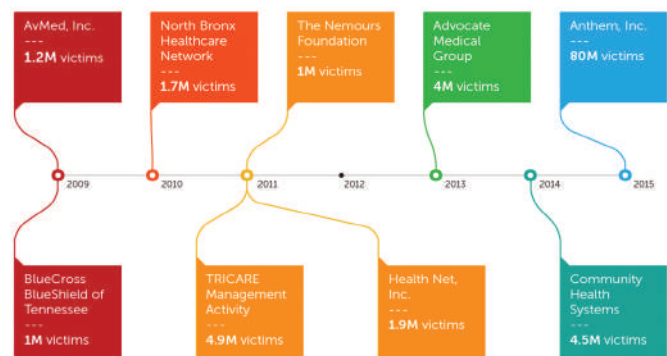 AvMed, Inc.
---
1.2M victims
North Bronx
Healthcare
Network
---
1.7M victims
The Nemours
Foundation
---
1M victims
Advocate
Medical
Group
---
4M victims
Anthem, Inc.
---
80M victims
2009
2010
2011
2012
2013
2014
2015
BlueCross
BlueShield of
Tennessee
---
1M victims
TRICARE
Management
Activity
---
4.9M victims
Health Net,
Inc.
---
1.9M victims
Community
Health
Systems
---
4.5M victims